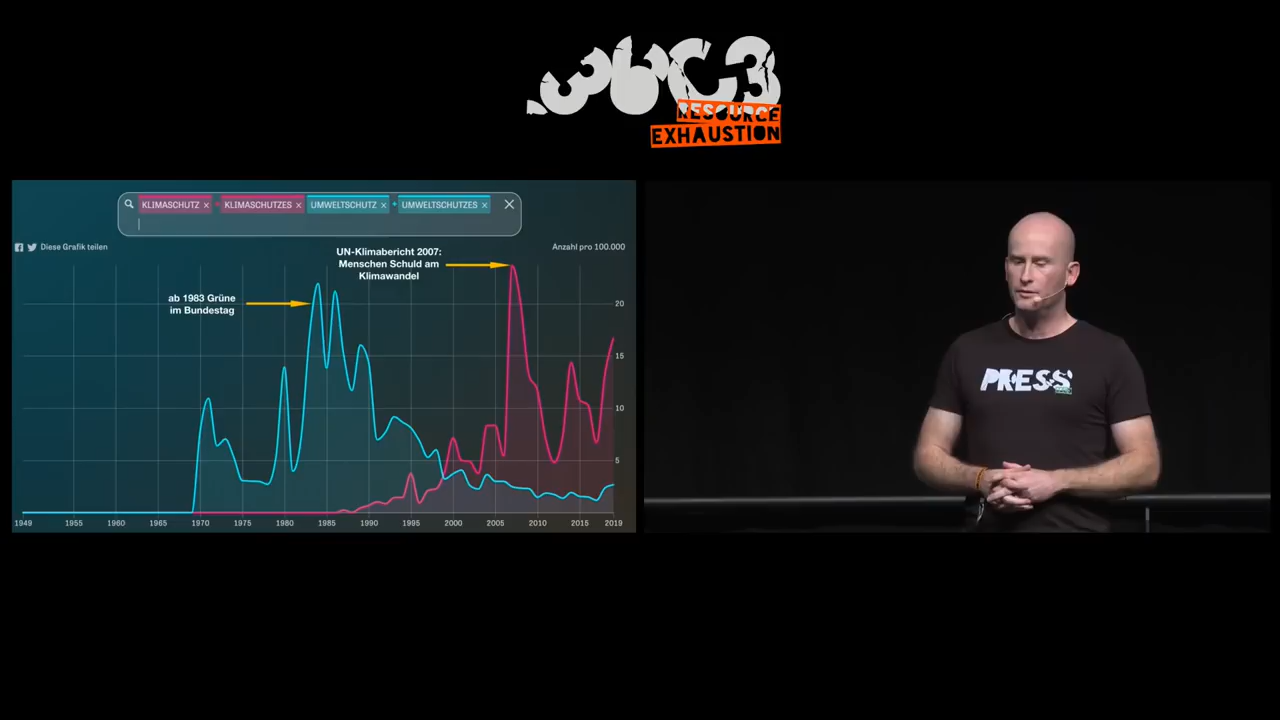 36C3
RESOURCE
EXHAUSTION
KLIMASCHUTZ × + KLIMASCHUTZES × UMWELTSCHUTZ × + UMWELTSCHUTZES ×
Diese Grafik teilen
Anzahl pro 100.000
UN-Klimabericht 2007:
Menschen Schuld am
Klimawandel
ab 1983 Grüne
im Bundestag
20
15
10
5
1949 1955 1960 1965 1970 1975 1980 1985 1990 1995 2000 2005 2010 2015 2019
PRESS